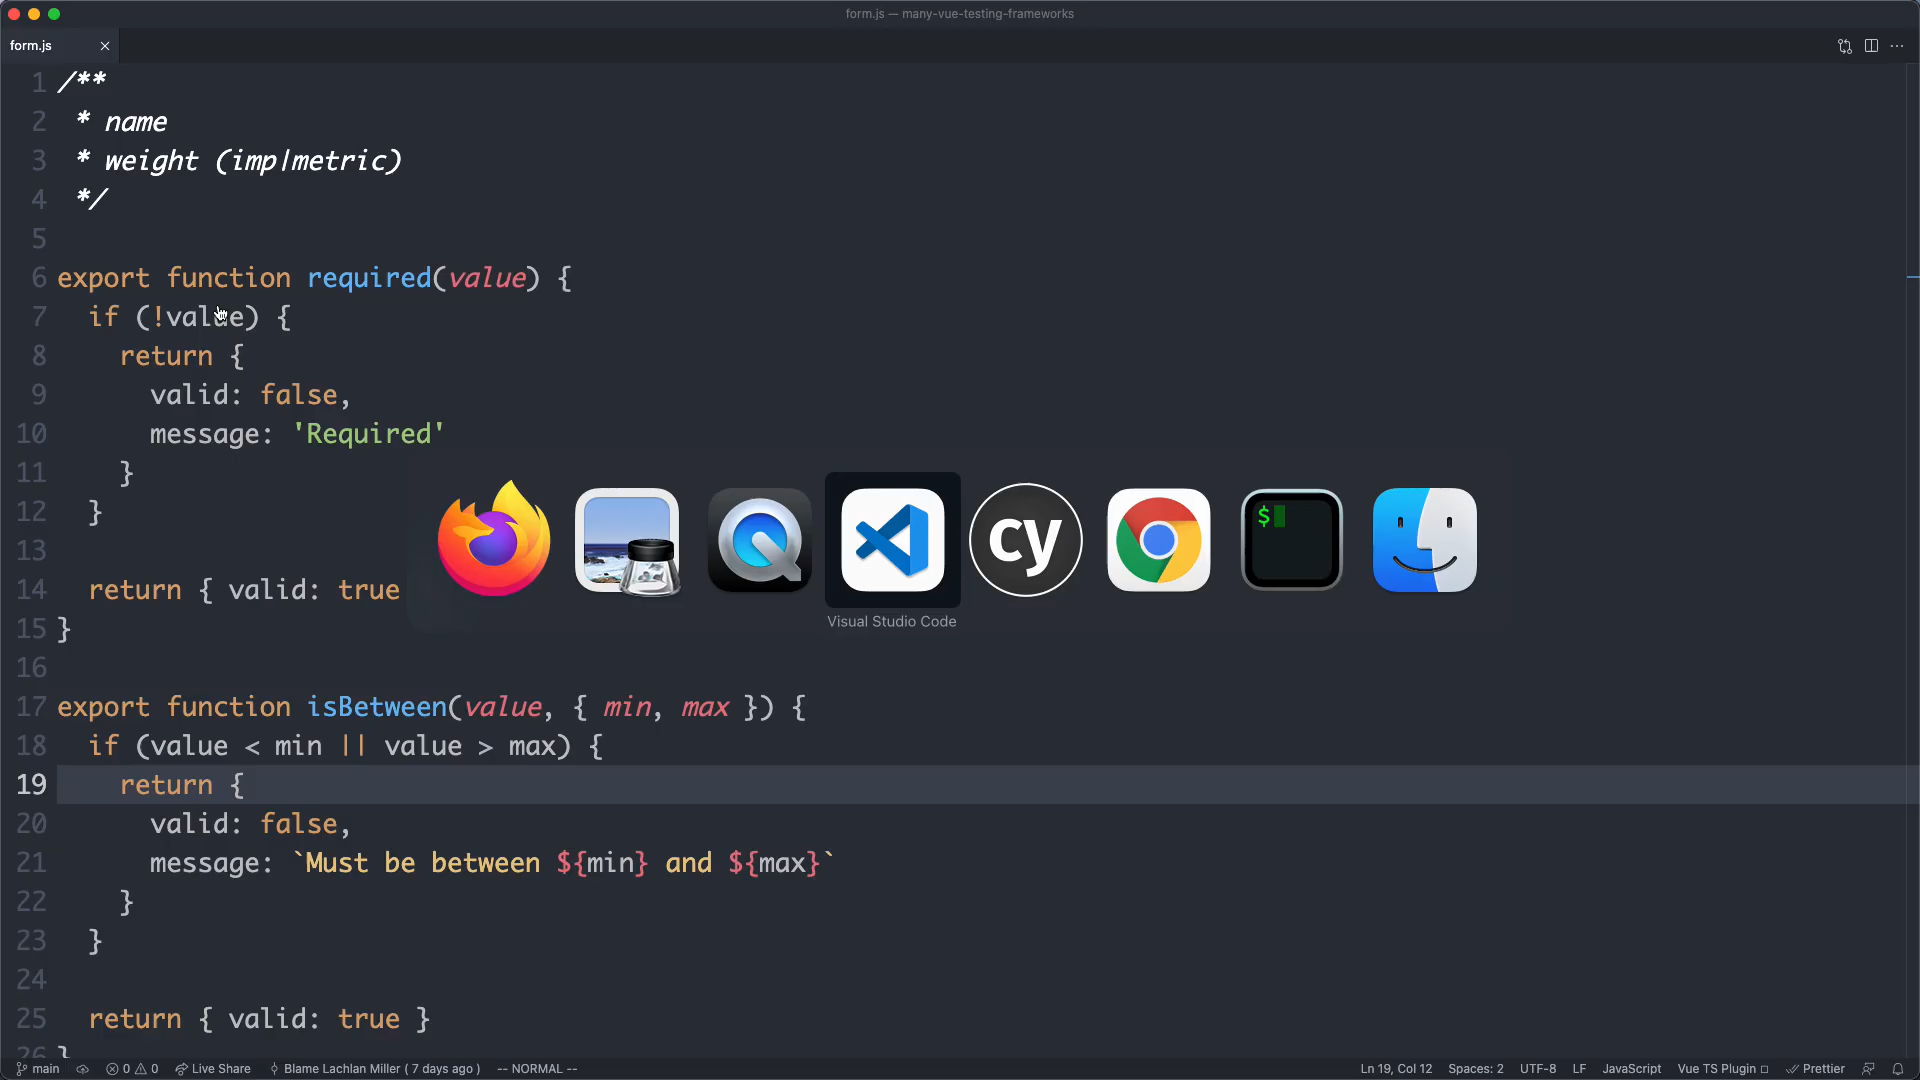 form.js — many-vue-testing-frameworks
form.js
1 /**
2  * name
3  * weight (imp|metric)
4  */
5
6 export function required(value) {
7   if (!value) {
8     return {
9       valid: false,
10       message: 'Required'
11     }
12   }
13
14   return { valid: true
15 }
16
17 export function isBetween(value, { min, max }) {
18   if (value < min || value > max) {
19     return {
20       valid: false,
21       message: `Must be between ${min} and ${max}`
22     }
23   }
24
25   return { valid: true }
26 }
cy
$
Visual Studio Code
main 0 0 Live Share Blame Lachlan Miller ( 7 days ago ) -- NORMAL -- Ln 19, Col 12 Spaces: 2 UTF-8 LF JavaScript Vue TS Plugin Prettier